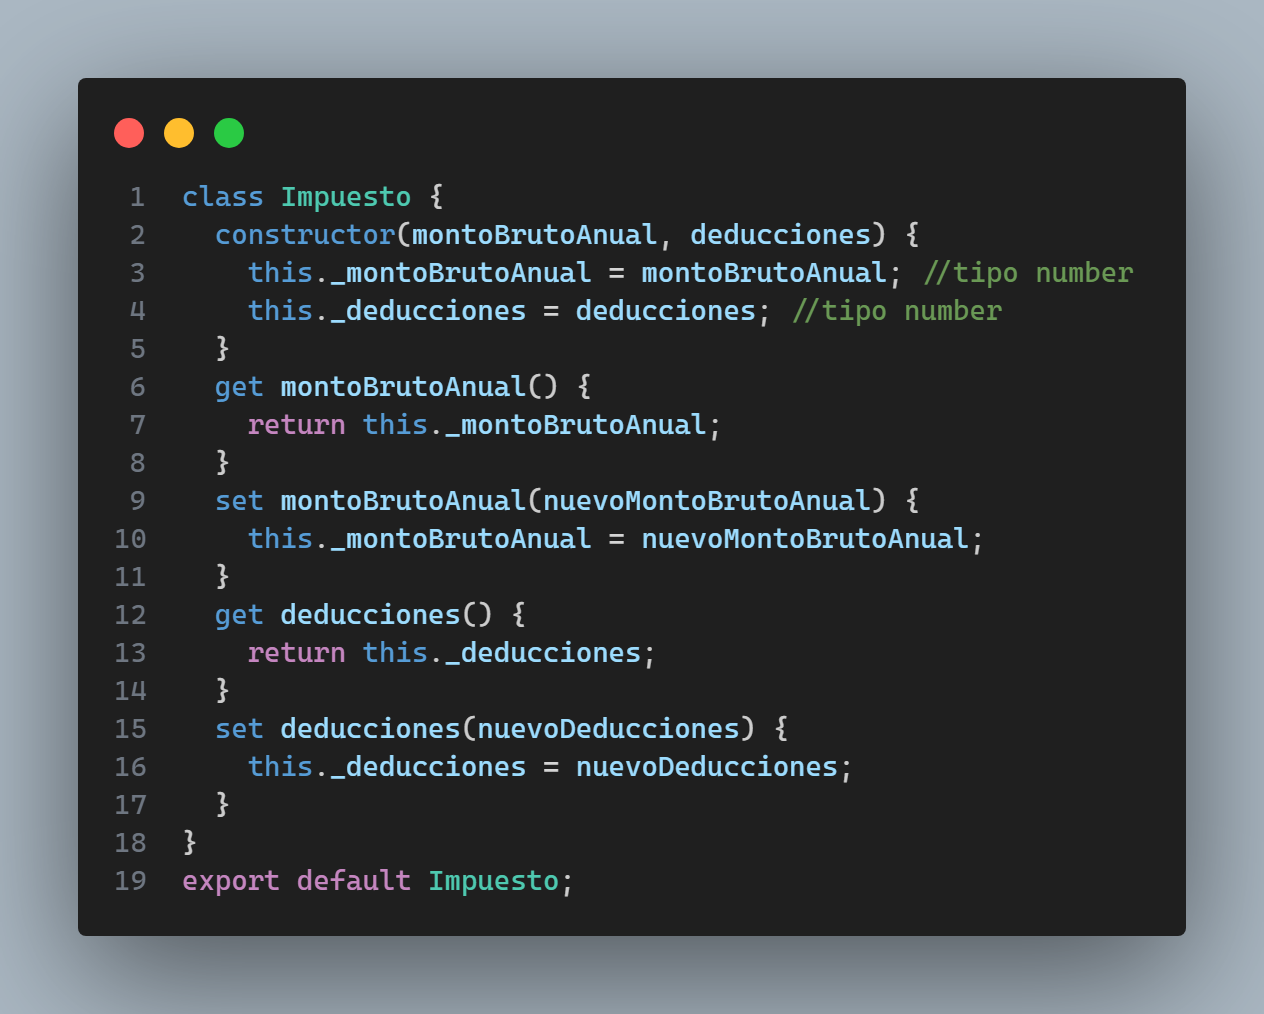 1 class Impuesto {
2   constructor(montoBrutoAnual, deducciones) {
3     this._montoBrutoAnual = montoBrutoAnual; //tipo number
4     this._deducciones = deducciones; //tipo number
5   }
6   get montoBrutoAnual() {
7     return this._montoBrutoAnual;
8   }
9   set montoBrutoAnual(nuevoMontoBrutoAnual) {
10     this._montoBrutoAnual = nuevoMontoBrutoAnual;
11   }
12   get deducciones() {
13     return this._deducciones;
14   }
15   set deducciones(nuevoDeducciones) {
16     this._deducciones = nuevoDeducciones;
17   }
18 }
19 export default Impuesto;